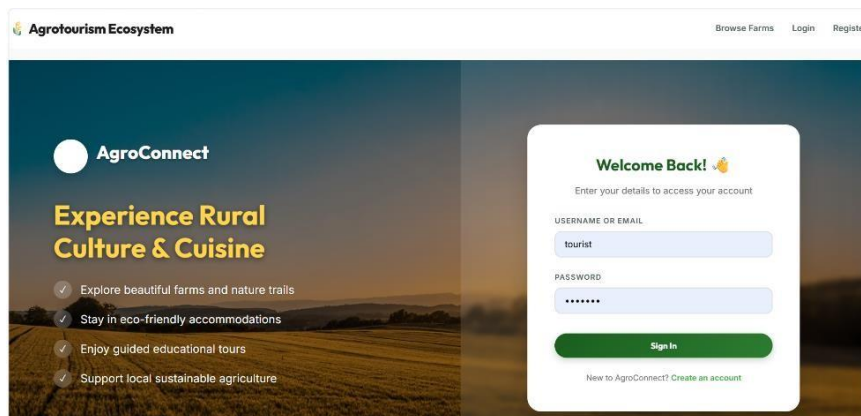 Agrotourism Ecosystem
Browse Farms Login Registe
AgroConnect
Experience Rural
Culture & Cuisine
✓ Explore beautiful farms and nature trails
✓ Stay in eco-friendly accommodations
✓ Enjoy guided educational tours
✓ Support local sustainable agriculture
Welcome Back! 👋
Enter your details to access your account
USERNAME OR EMAIL
tourist
PASSWORD
•••••••
Sign In
New to AgroConnect? Create an account